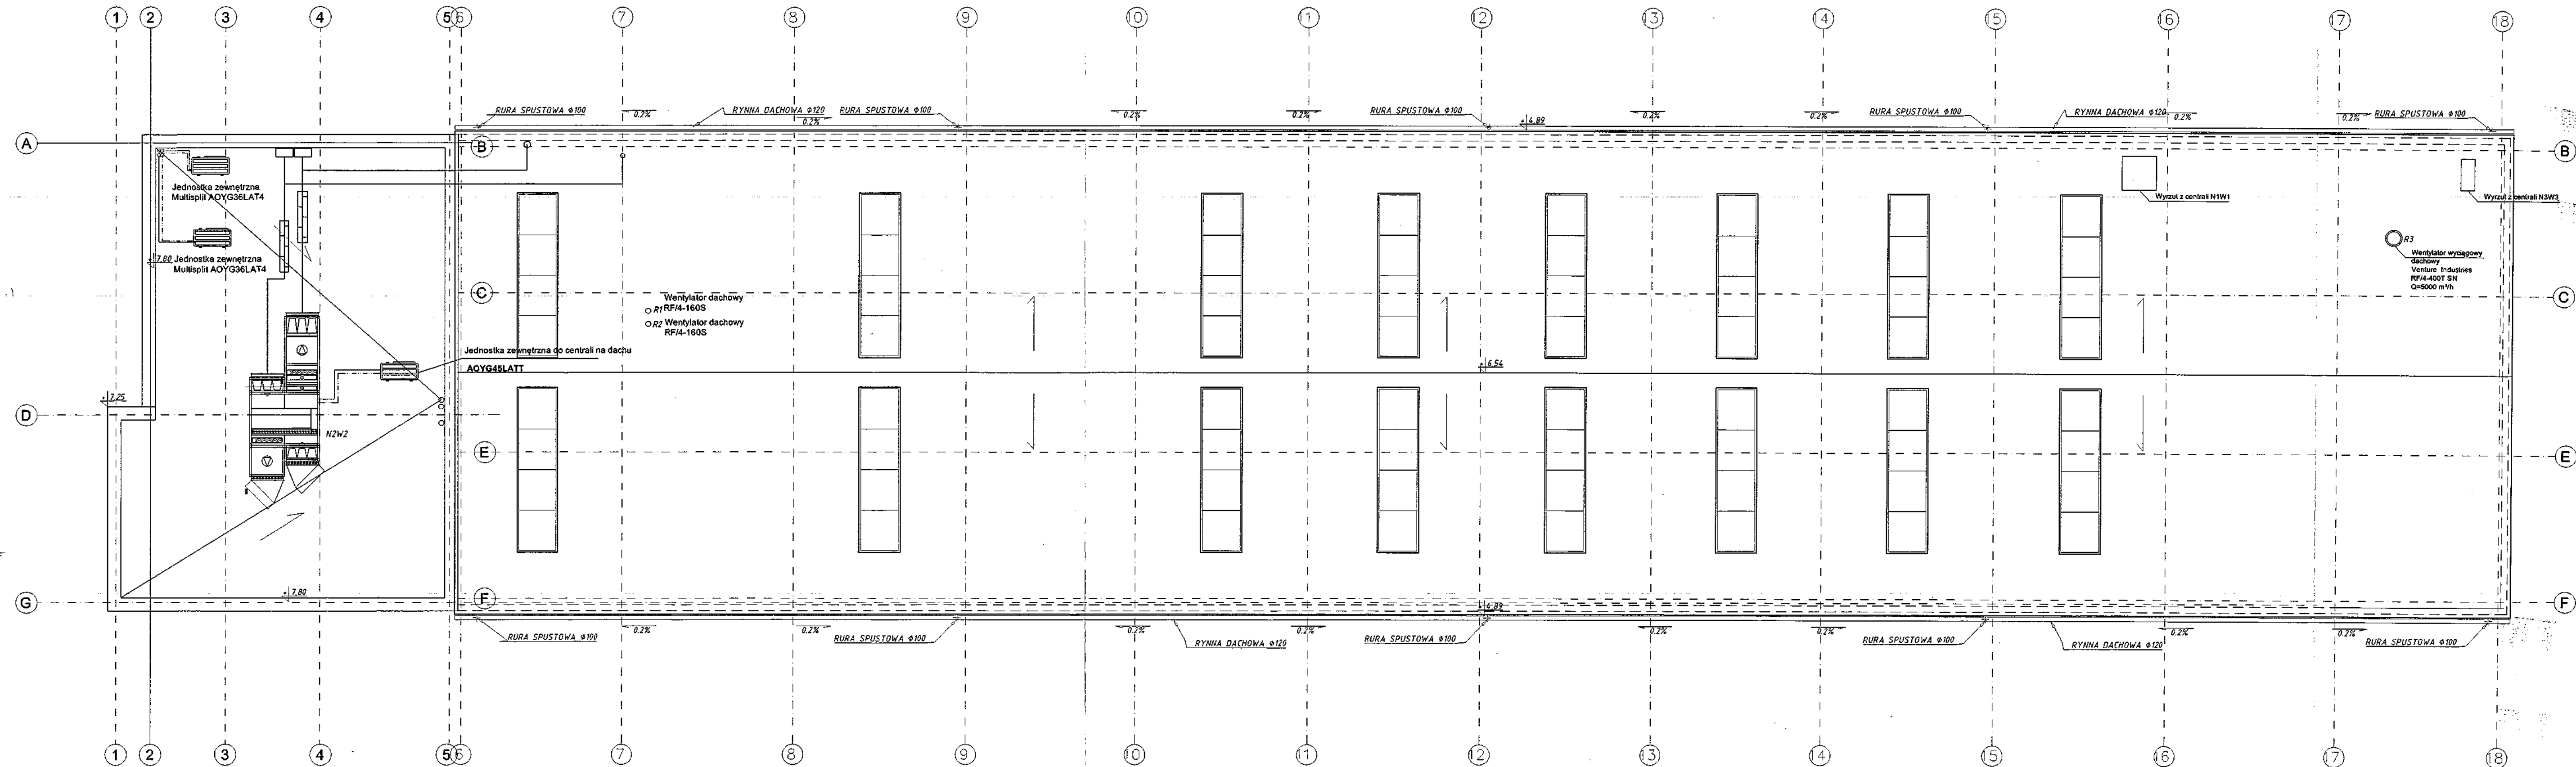 1 2 3 4 5 6 7 8 9 10 11 12 13 14 15 16 17 18
RURA SPUSTOWA ϕ100
0.2%
RYNNA DACHOWA ϕ120
0.2%
RURA SPUSTOWA ϕ100
0.2%
0.2%
RURA SPUSTOWA ϕ100
+4.89
0.2%
0.2%
RURA SPUSTOWA ϕ100
RYNNA DACHOWA ϕ120
0.2%
0.2%
RURA SPUSTOWA ϕ100
A
B
B
Jednostka zewnętrzna
Multisplit AOYG36LAT4
+7.80
Jednostka zewnętrzna
Multisplit AOYG36LAT4
Wyrzut z centrali N1W1
Wyrzut z centrali N3W3
R3
Wentylator wyciągowy
dachowy
Venture Industries
RF/4-400T SN
Q=5000 m³/h
C
C
Wentylator dachowy
R1 RF/4-160S
R2 Wentylator dachowy
RF/4-160S
Jednostka zewnętrzna do centrali na dachu
AOYG45LATT
+6.54
+7.25
D
N2W2
E
E
G
+7.80
F
+4.89
F
RURA SPUSTOWA ϕ100
0.2%
0.2%
RURA SPUSTOWA ϕ100
0.2%
RYNNA DACHOWA ϕ120
0.2%
RURA SPUSTOWA ϕ100
0.2%
0.2%
RURA SPUSTOWA ϕ100
RYNNA DACHOWA ϕ120
0.2%
0.2%
RURA SPUSTOWA ϕ100
1 2 3 4 5 6 7 8 9 10 11 12 13 14 15 16 17 18